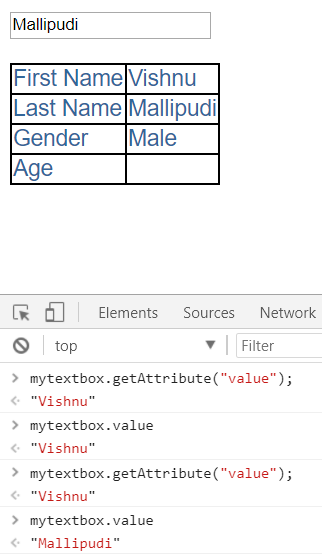 Mallipudi
First Name Vishnu
Last Name Mallipudi
Gender Male
Age
Elements Sources Network
top ▼ Filter
> mytextbox.getAttribute("value");
"Vishnu"
> mytextbox.value
"Vishnu"
> mytextbox.getAttribute("value");
"Vishnu"
> mytextbox.value
"Mallipudi"